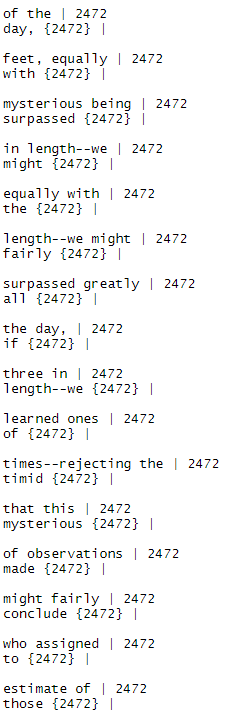 of the | 2472
day, {2472} |
feet, equally | 2472
with {2472} |
mysterious being | 2472
surpassed {2472} |
in length--we | 2472
might {2472} |
equally with | 2472
the {2472} |
length--we might | 2472
fairly {2472} |
surpassed greatly | 2472
all {2472} |
the day, | 2472
if {2472} |
three in | 2472
length--we {2472} |
learned ones | 2472
of {2472} |
times--rejecting the | 2472
timid {2472} |
that this | 2472
mysterious {2472} |
of observations | 2472
made {2472} |
might fairly | 2472
conclude {2472} |
who assigned | 2472
to {2472} |
estimate of | 2472
those {2472} |